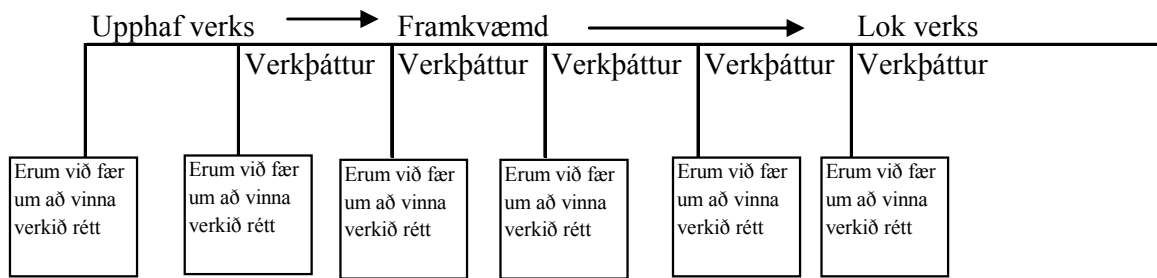 Upphaf verks Framkvæmd Lok verks
Verkþáttur Verkþáttur Verkþáttur Verkþáttur Verkþáttur
Erum við fær
um að vinna
verkið rétt
Erum við fær
um að vinna
verkið rétt
Erum við fær
um að vinna
verkið rétt
Erum við fær
um að vinna
verkið rétt
Erum við fær
um að vinna
verkið rétt
Erum við fær
um að vinna
verkið rétt